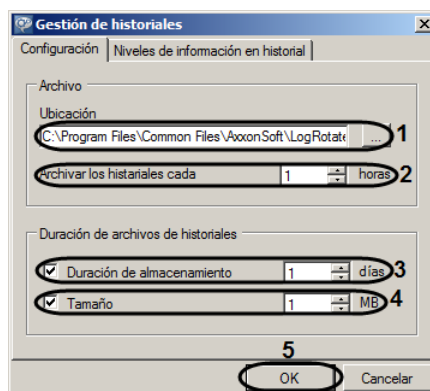 Gestión de historiales
Configuración Niveles de información en historial
Archivo
Ubicación
C:\Program Files\Common Files\AxxonSoft\LogRotate ... 1
Archivar los histariales cada 1 horas 2
Duración de archivos de historiales
Duración de almacenamiento 1 días 3
Tamaño 1 MB 4
5
OK Cancelar